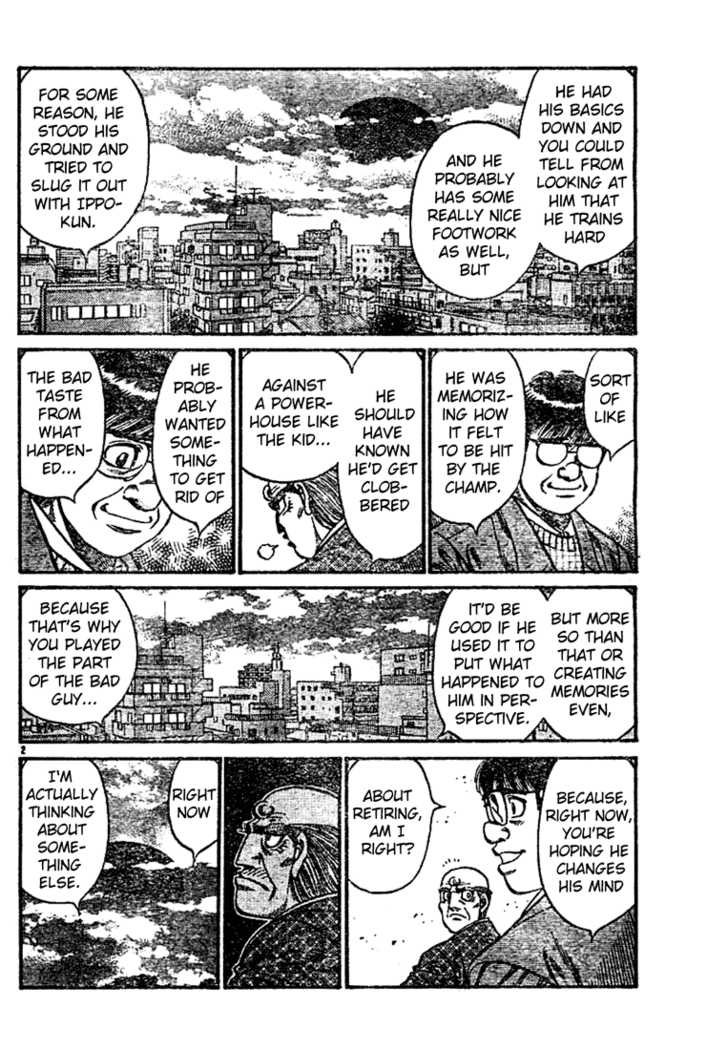 HE HAD
HIS BASICS
DOWN AND
YOU COULD
TELL FROM
LOOKING AT
HIM THAT
HE TRAINS
HARD
AND HE
PROBABLY
HAS SOME
REALLY NICE
FOOTWORK
AS WELL,
BUT
FOR SOME
REASON, HE
STOOD HIS
GROUND AND
TRIED TO
SLUG IT OUT
WITH IPPO-
KUN.
SORT
OF
LIKE
HE WAS
MEMORIZ-
ING HOW
IT FELT
TO BE HIT
BY THE
CHAMP.
HE
SHOULD
HAVE
KNOWN
HE'D GET
CLOB-
BERED
AGAINST
A POWER-
HOUSE LIKE
THE KID...
HE
PROB-
ABLY
WANTED
SOME-
THING
TO GET
RID OF
THE BAD
TASTE
FROM
WHAT
HAPPEN-
ED...
BUT MORE
SO THAN
THAT OR
CREATING
MEMORIES
EVEN,
IT'D BE
GOOD IF HE
USED IT TO
PUT WHAT
HAPPENED TO
HIM IN PER-
SPECTIVE.
BECAUSE
THAT'S WHY
YOU PLAYED
THE PART
OF THE BAD
GUY...
2
BECAUSE,
RIGHT NOW,
YOU'RE
HOPING HE
CHANGES
HIS MIND
ABOUT
RETIRING,
AM I
RIGHT?
RIGHT
NOW
I'M
ACTUALLY
THINKING
ABOUT
SOME-
THING
ELSE.